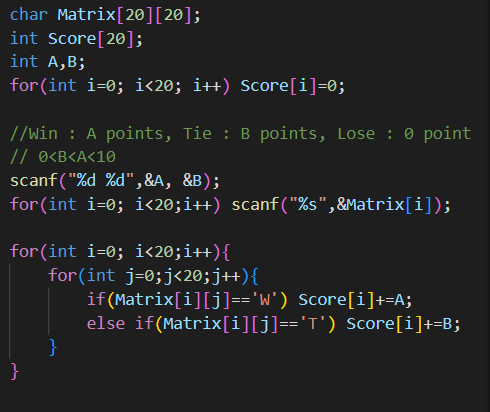 char Matrix[20][20];
int Score[20];
int A,B;
for(int i=0; i<20; i++) Score[i]=0;
//Win : A points, Tie : B points, Lose : 0 point
// 0<B<A<10
scanf("%d %d",&A, &B);
for(int i=0; i<20;i++) scanf("%s",&Matrix[i]);
for(int i=0; i<20;i++){
    for(int j=0;j<20;j++){
        if(Matrix[i][j]=='W') Score[i]+=A;
        else if(Matrix[i][j]=='T') Score[i]+=B;
    }
}